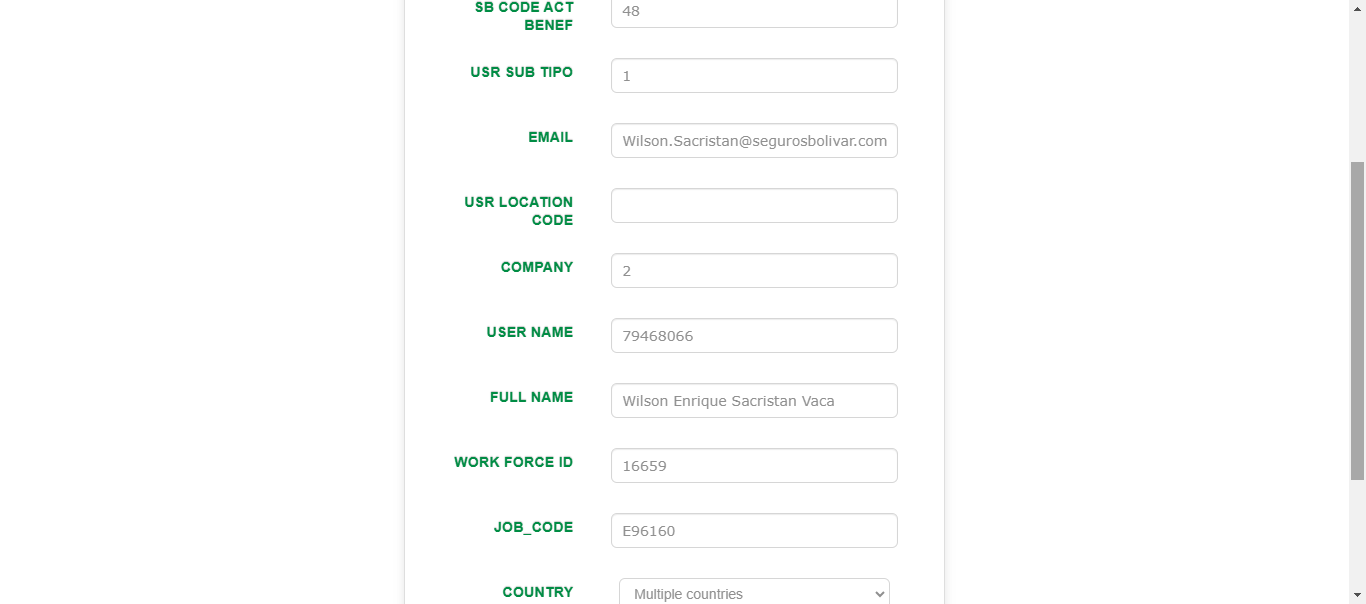 SB CODE ACT
BENEF
48
USR SUB TIPO
1
EMAIL
Wilson.Sacristan@segurosbolivar.com
USR LOCATION
CODE
COMPANY
2
USER NAME
79468066
FULL NAME
Wilson Enrique Sacristan Vaca
WORK FORCE ID
16659
JOB_CODE
E96160
COUNTRY
Multiple countries